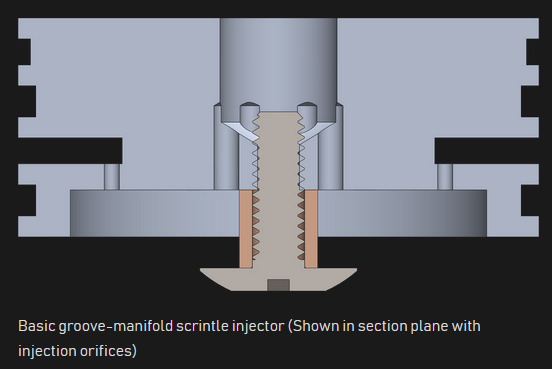 Basic groove-manifold scrintle injector (Shown in section plane with
injection orifices)